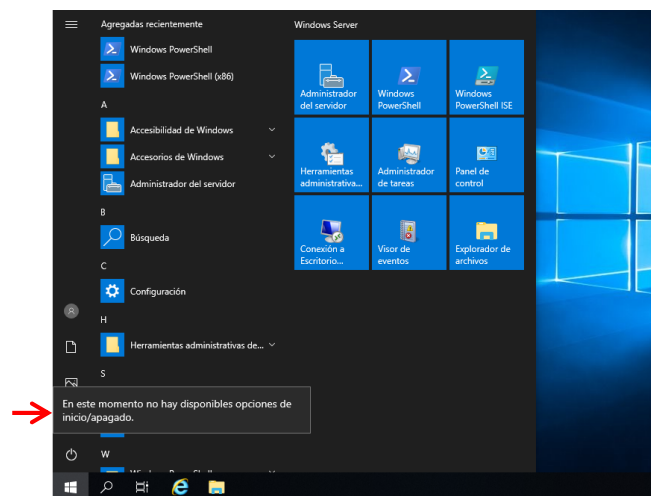 Agregadas recientemente
Windows PowerShell
Windows PowerShell (x86)
A
Accesibilidad de Windows
Accesorios de Windows
Administrador del servidor
B
Búsqueda
C
Configuración
H
Herramientas administrativas de...
S
En este momento no hay disponibles opciones de
inicio/apagado.
W
Windows Server
Administrador
del servidor
Windows
PowerShell
Windows
PowerShell ISE
Herramientas
administrativa...
Administrador
de tareas
Panel de
control
Conexión a
Escritorio...
Visor de
eventos
Explorador de
archivos